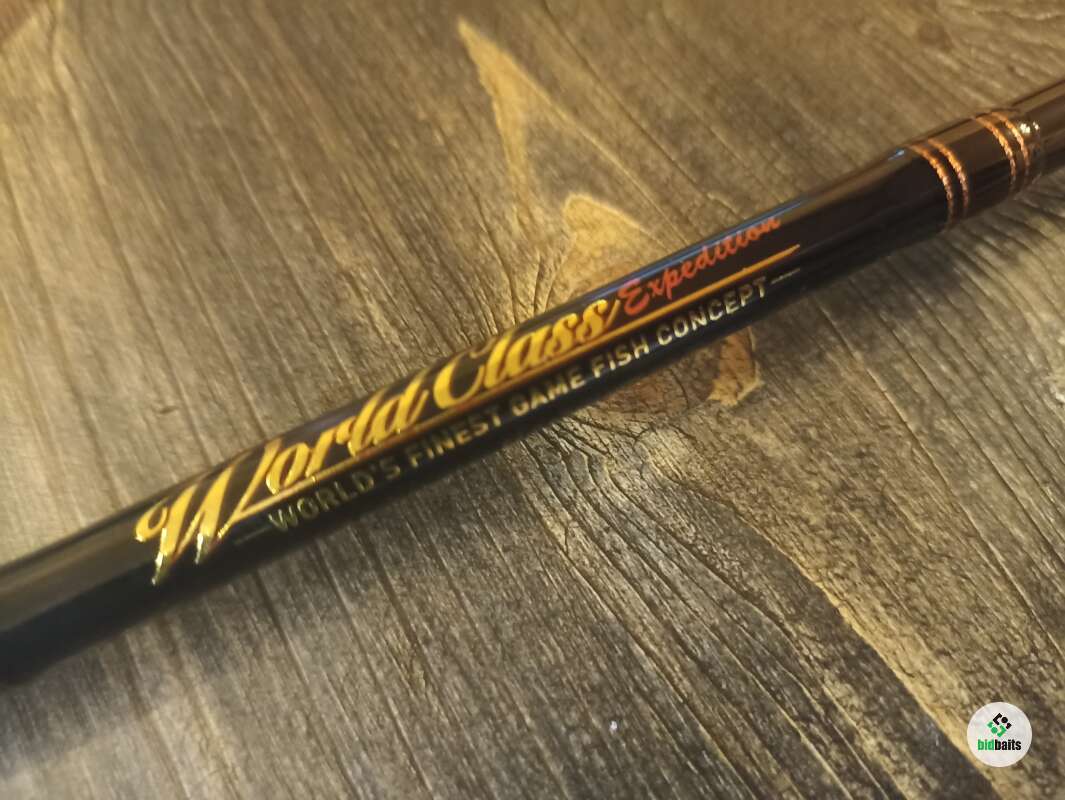 World Class Expedition
WORLD'S FINEST GAME FISH CONCEPT
bidbaits